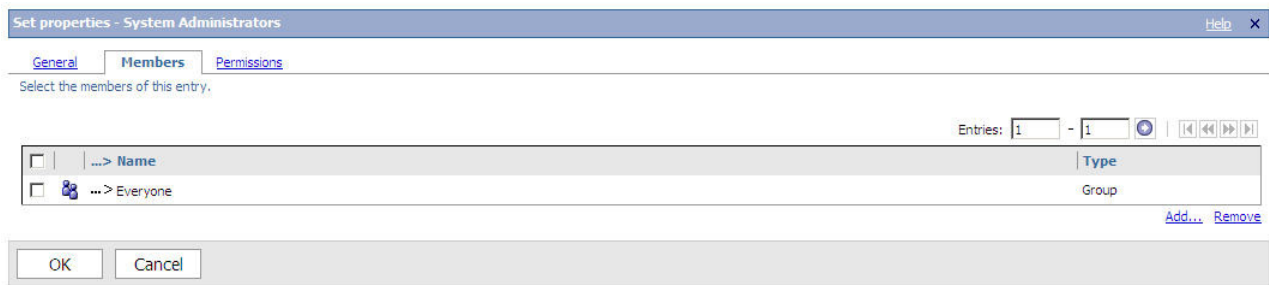 Set properties - System Administrators Help X
General Members Permissions
Select the members of this entry.
Entries: 1 - 1
...> Name Type
...> Everyone Group
Add... Remove
OK Cancel